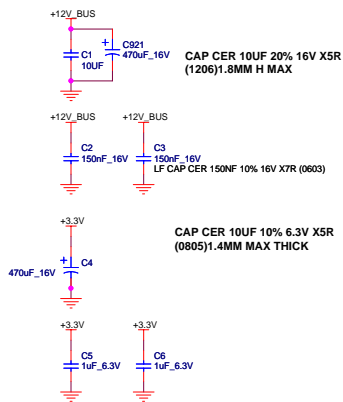 +12V_BUS
C1
10UF
+
C921
470uF_16V
CAP CER 10UF 20% 16V X5R
(1206)1.8MM H MAX
+12V_BUS
+12V_BUS
C2
150nF_16V
C3
150nF_16V
LF CAP CER 150NF 10% 16V X7R (0603)
+3.3V
CAP CER 10UF 10% 6.3V X5R
(0805)1.4MM MAX THICK
+
C4
470uF_16V
+3.3V
+3.3V
C5
1uF_6.3V
C6
1uF_6.3V